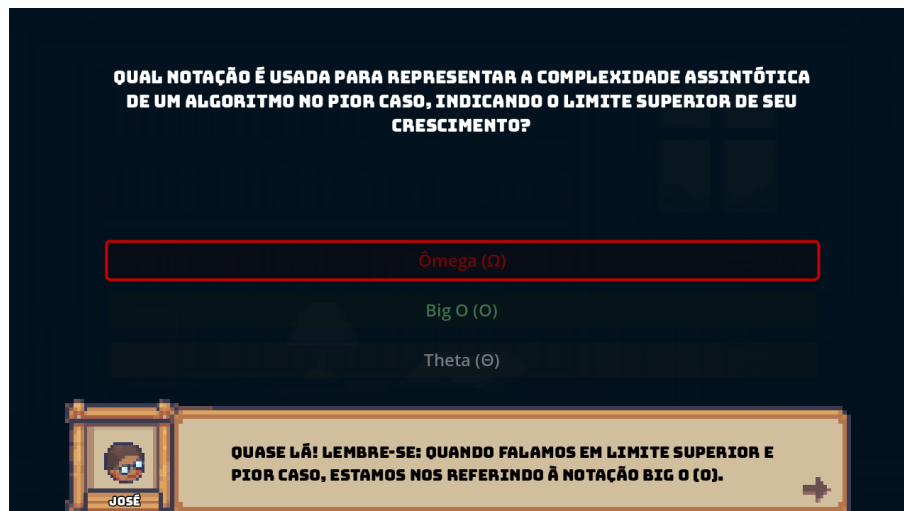 QUAL NOTAÇÃO É USADA PARA REPRESENTAR A COMPLEXIDADE ASSINTÓTICA
DE UM ALGORITMO NO PIOR CASO, INDICANDO O LIMITE SUPERIOR DE SEU
CRESCIMENTO?
Ômega (Ω)
Big O (O)
Theta (Θ)
QUASE LÁ! LEMBRE-SE: QUANDO FALAMOS EM LIMITE SUPERIOR E
PIOR CASO, ESTAMOS NOS REFERINDO À NOTAÇÃO BIG O (O).
JOSÉ